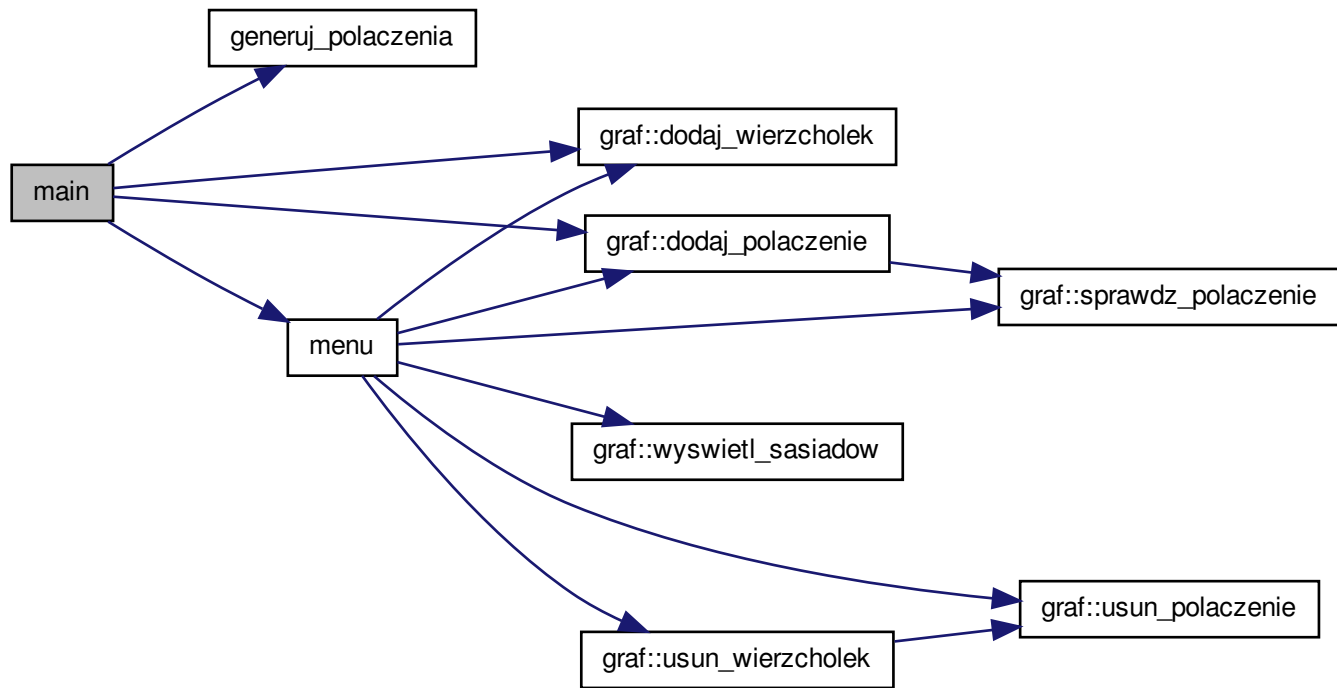 generuj_polaczenia
graf::dodaj_wierzcholek
main
graf::dodaj_polaczenie
graf::sprawdz_polaczenie
menu
graf::wyswietl_sasiadow
graf::usun_polaczenie
graf::usun_wierzcholek